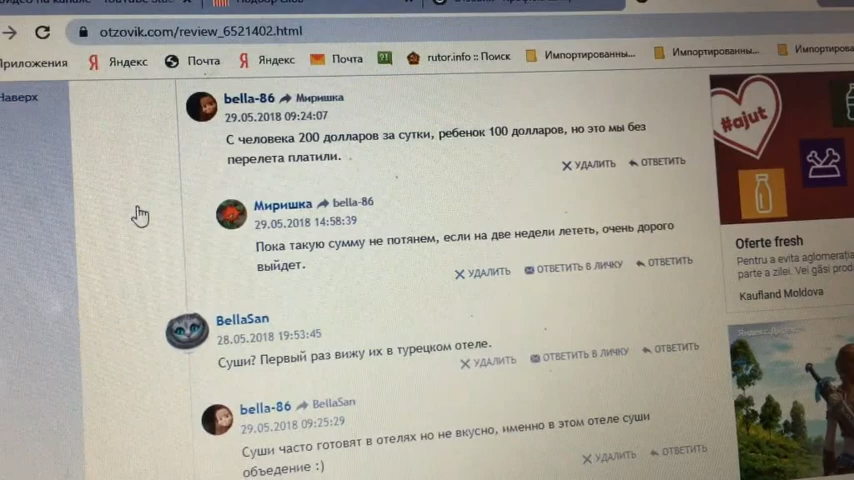 otzovik.com/review_6521402.html
Приложения
Яндекс
Почта
Яндекс
Почта
rutor.info :: Поиск
Импортированны...
Импортированны...
Наверх
bella-86 Миришка
29.05.2018 09:24:07
С человека 200 долларов за сутки, ребенок 100 долларов, но это мы без
перелета платили.
УДАЛИТЬ ОТВЕТИТЬ
Миришка bella-86
29.05.2018 14:58:39
Пока такую сумму не потянем, если на две недели лететь, очень дорого
выйдет.
УДАЛИТЬ ОТВЕТИТЬ В ЛИЧКУ ОТВЕТИТЬ
BellaSan
28.05.2018 19:53:45
Суши? Первый раз вижу их в турецком отеле.
УДАЛИТЬ ОТВЕТИТЬ В ЛИЧКУ ОТВЕТИТЬ
bella-86 BellaSan
29.05.2018 09:25:29
Суши часто готовят в отелях но не вкусно, именно в этом отеле суши
объедение :)
УДАЛИТЬ ОТВЕТИТЬ
#ajut
Oferte fresh
Pentru a evita aglomerația
parte a zilei. Vei găsi
Kaufland Moldova
Яндекс.Директ